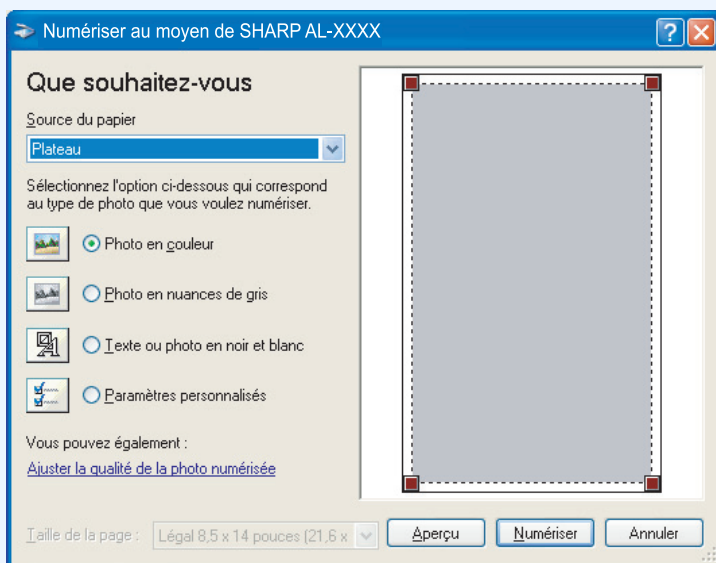 Numériser au moyen de SHARP AL-XXXX
Que souhaitez-vous
Source du papier
Plateau
Sélectionnez l'option ci-dessous qui correspond
au type de photo que vous voulez numériser.
Photo en couleur
Photo en nuances de gris
Texte ou photo en noir et blanc
Paramètres personnalisés
Vous pouvez également :
Ajuster la qualité de la photo numérisée
Taille de la page : Légal 8,5 x 14 pouces (21,6 x
Aperçu Numériser Annuler